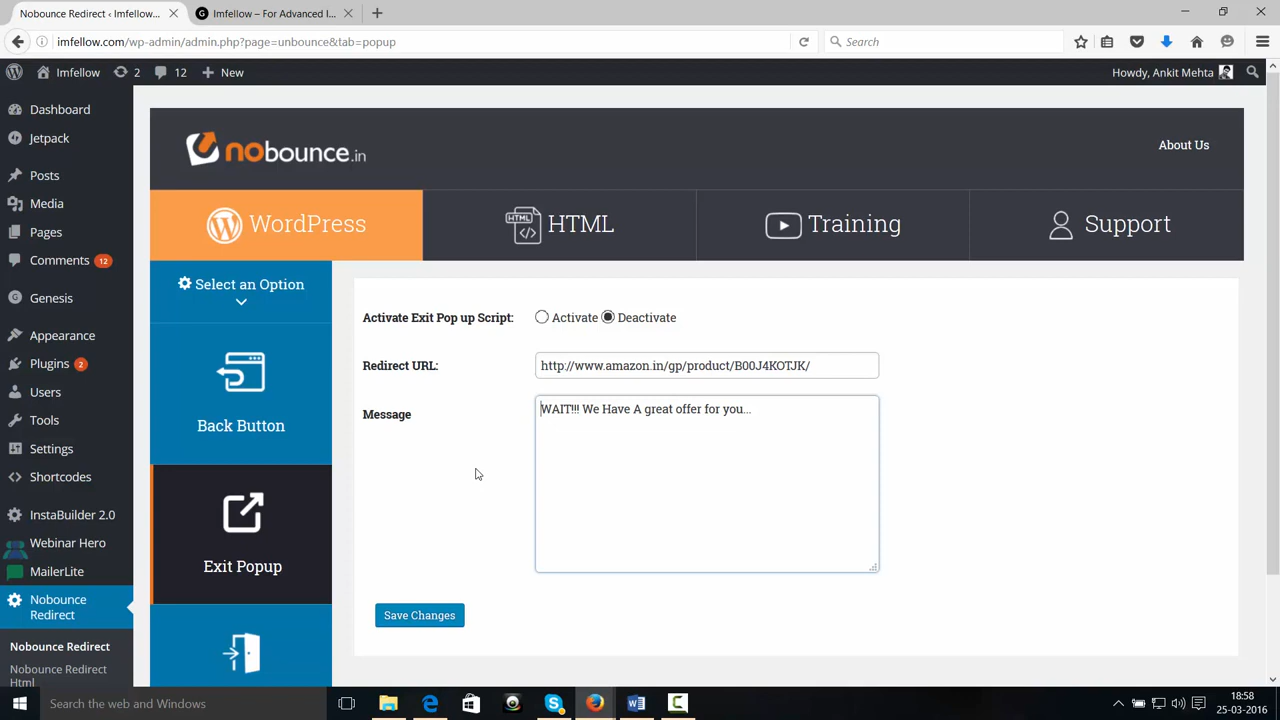 Nobounce Redirect ‹ Imfellow...
Imfellow – For Advanced I...
imfellow.com/wp-admin/admin.php?page=unbounce&tab=popup
Search
Imfellow
2
12
New
Howdy, Ankit Mehta
Dashboard
Jetpack
Posts
Media
Pages
Comments 12
Genesis
Appearance
Plugins 2
Users
Tools
Settings
Shortcodes
InstaBuilder 2.0
Webinar Hero
MailerLite
Nobounce
Redirect
Nobounce Redirect
Nobounce Redirect
Html
nobounce.in
About Us
WordPress
HTML
HTML
Training
Support
Select an Option
Back Button
Exit Popup
Activate Exit Pop up Script: Activate Deactivate
Redirect URL: http://www.amazon.in/gp/product/B00J4KOTJK/
Message
WAIT!!! We Have A great offer for you...
Save Changes
Search the web and Windows
18:58
25-03-2016